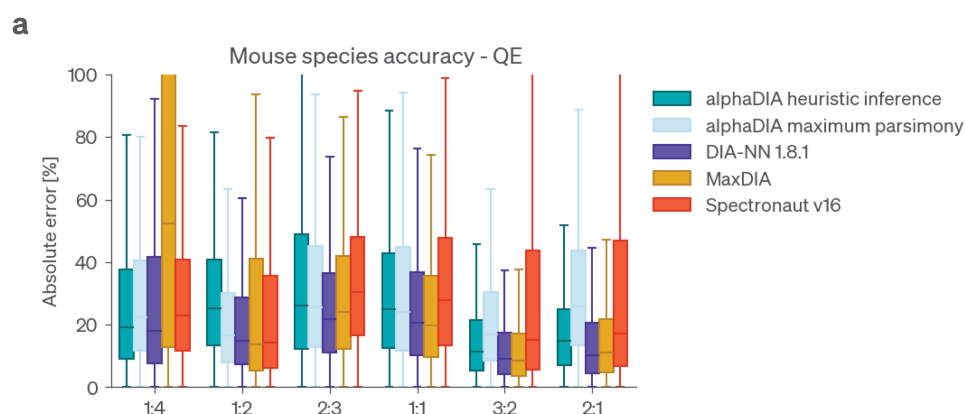 a
Mouse species accuracy - QE
100
80
60
40
20
0
Absolute error [%]
1:4 1:2 2:3 1:1 3:2 2:1
alphaDIA heuristic inference
alphaDIA maximum parsimony
DIA-NN 1.8.1
MaxDIA
Spectronaut v16